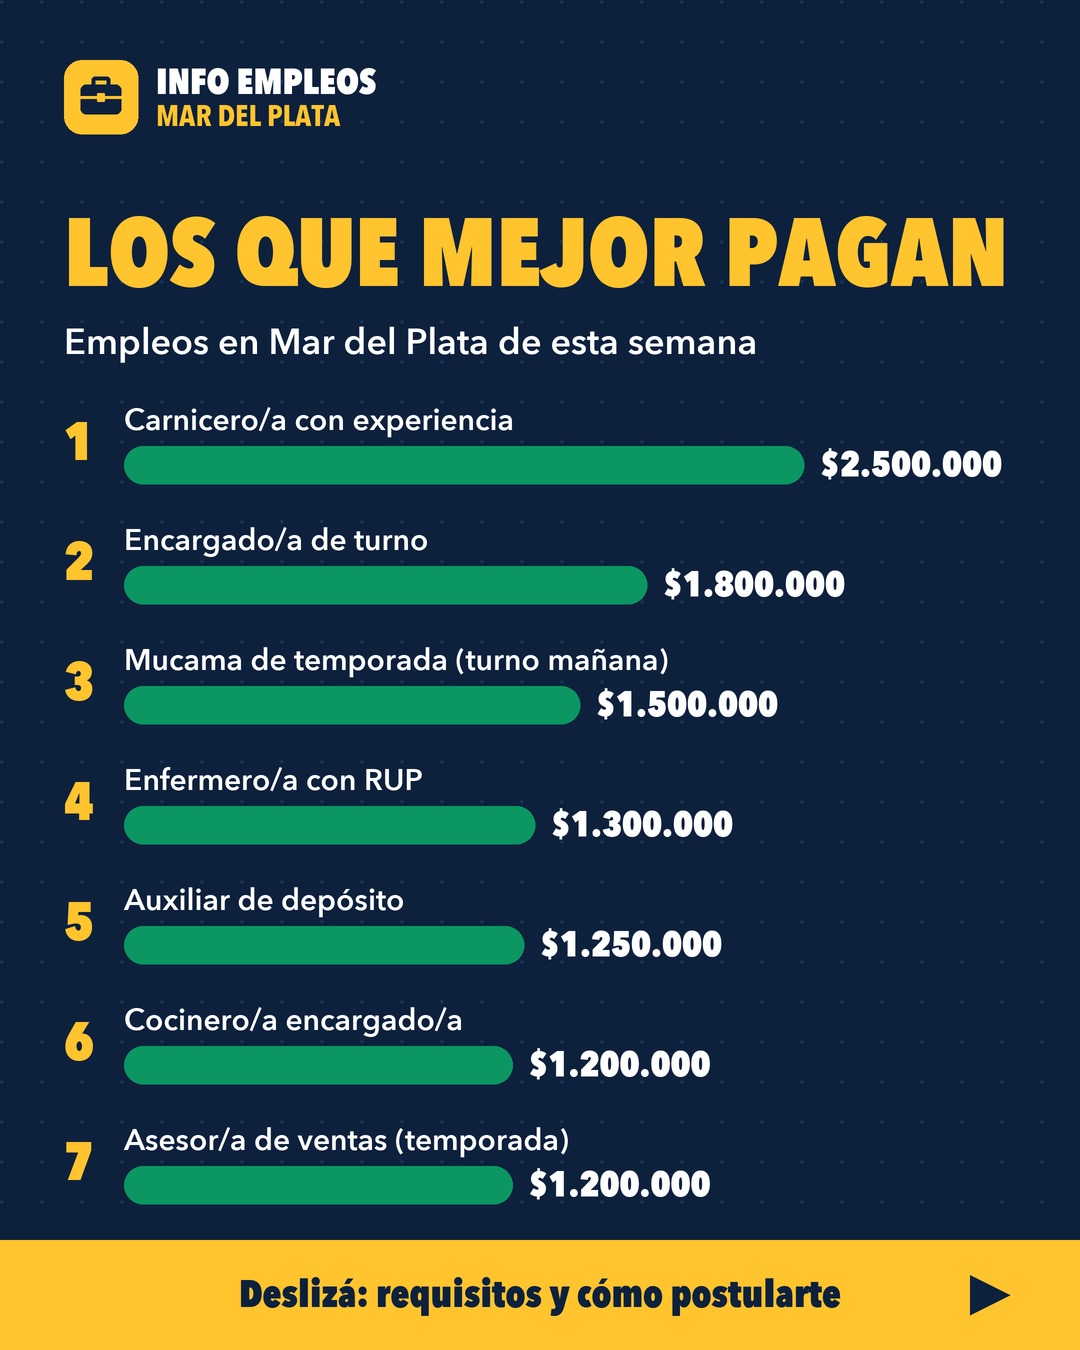 INFO EMPLEOS
MAR DEL PLATA
LOS QUE MEJOR PAGAN
Empleos en Mar del Plata de esta semana
1
Carnicero/a con experiencia
$2.500.000
2
Encargado/a de turno
$1.800.000
3
Mucama de temporada (turno mañana)
$1.500.000
4
Enfermero/a con RUP
$1.300.000
5
Auxiliar de depósito
$1.250.000
6
Cocinero/a encargado/a
$1.200.000
7
Asesor/a de ventas (temporada)
$1.200.000
Deslizá: requisitos y cómo postularte